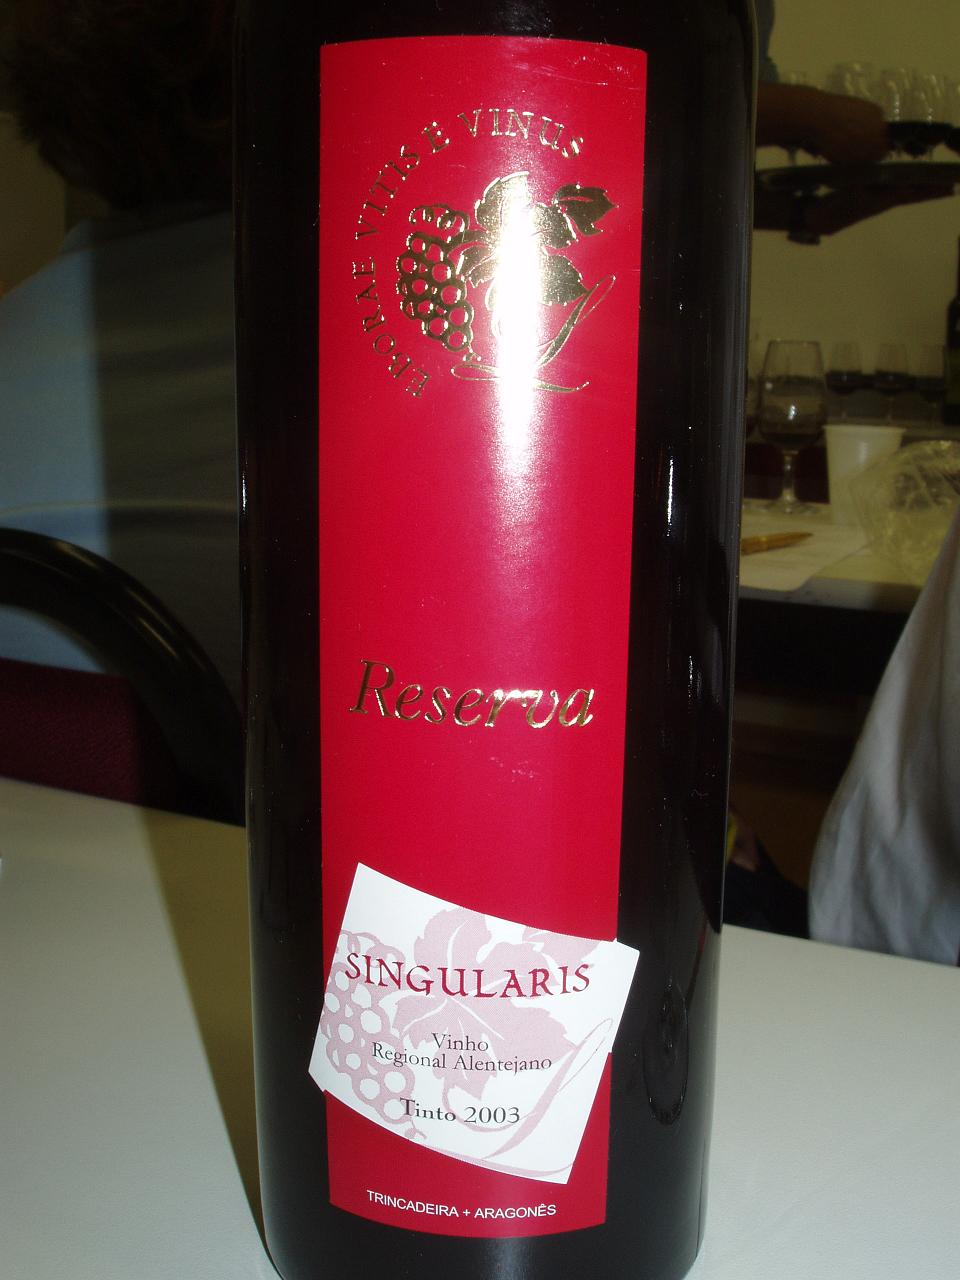 EBORAE VITIS E VINUS
Reserva
SINGULARIS
Vinho
Regional Alentejano
Tinto 2003
TRINCADEIRA + ARAGONÊS